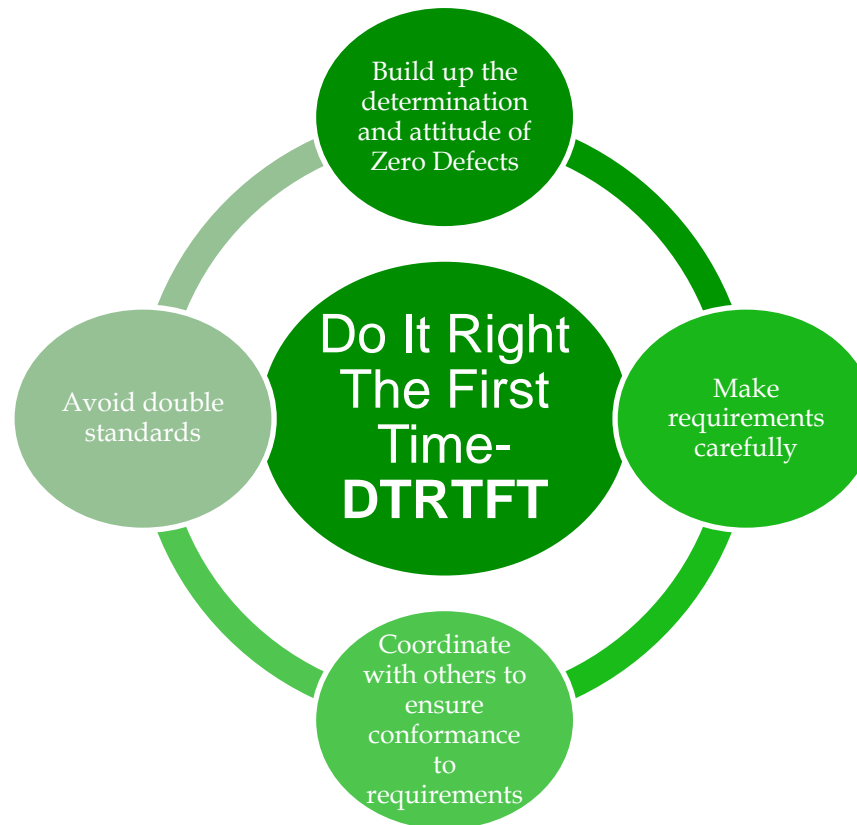 Build up the
determination
and attitude of
Zero Defects
Do It Right
The First
Time-
DTRTFT
Make
requirements
carefully
Avoid double
standards
Coordinate
with others to
ensure
conformance
to
requirements